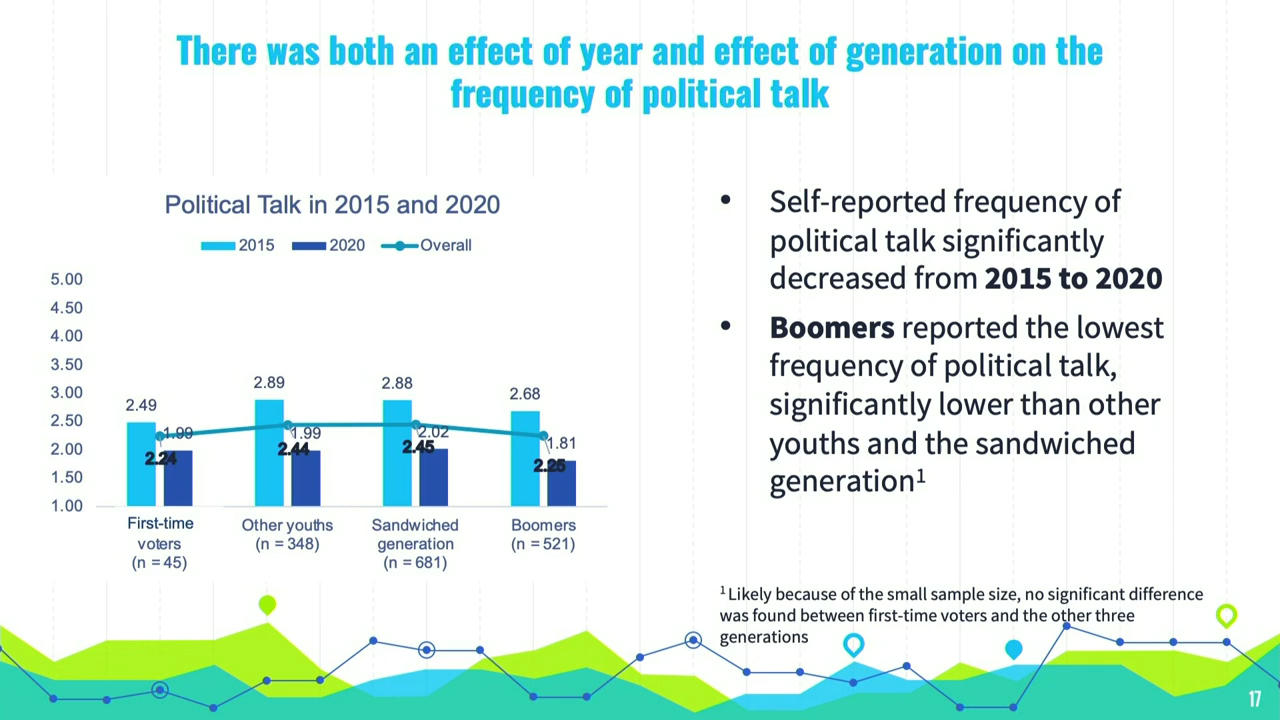 There was both an effect of year and effect of generation on the
frequency of political talk
Political Talk in 2015 and 2020
2015 2020 Overall
5.00
4.50
4.00
3.50
3.00
2.50
2.00
1.50
1.00
2.49
1.99
2.24
2.89
1.99
2.44
2.88
2.02
2.45
2.68
1.81
2.25
First-time
voters
(n = 45)
Other youths
(n = 348)
Sandwiched
generation
(n = 681)
Boomers
(n = 521)
• Self-reported frequency of
political talk significantly
decreased from 2015 to 2020
• Boomers reported the lowest
frequency of political talk,
significantly lower than other
youths and the sandwiched
generation¹
¹ Likely because of the small sample size, no significant difference
was found between first-time voters and the other three
generations
17